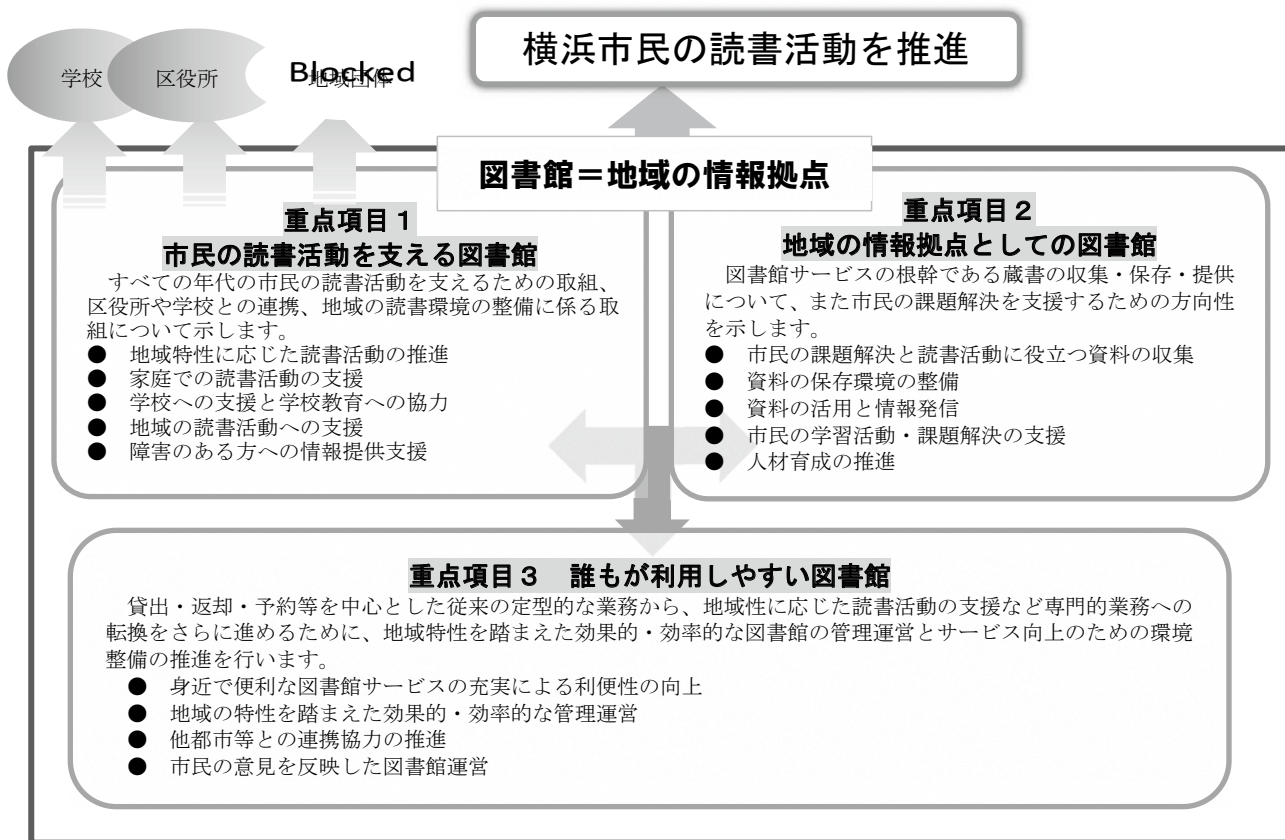 横浜市民の読書活動を推進
学校
区役所
Blocked
図書館＝地域の情報拠点
重点項目１
市民の読書活動を支える図書館
すべての年代の市民の読書活動を支えるための取組、
区役所や学校との連携、地域の読書環境の整備に係る取
組について示します。
● 地域特性に応じた読書活動の推進
● 家庭での読書活動の支援
● 学校への支援と学校教育への協力
● 地域の読書活動への支援
● 障害のある方への情報提供支援
重点項目２
地域の情報拠点としての図書館
図書館サービスの根幹である蔵書の収集・保存・提供
について、また市民の課題解決を支援するための方向性
を示します。
● 市民の課題解決と読書活動に役立つ資料の収集
● 資料の保存環境の整備
● 資料の活用と情報発信
● 市民の学習活動・課題解決の支援
● 人材育成の推進
重点項目３　誰もが利用しやすい図書館
貸出・返却・予約等を中心とした従来の定型的な業務から、地域性に応じた読書活動の支援など専門的業務への
転換をさらに進めるために、地域特性を踏まえた効果的・効率的な図書館の管理運営とサービス向上のための環境
整備の推進を行います。
● 身近で便利な図書館サービスの充実による利便性の向上
● 地域の特性を踏まえた効果的・効率的な管理運営
● 他都市等との連携協力の推進
● 市民の意見を反映した図書館運営